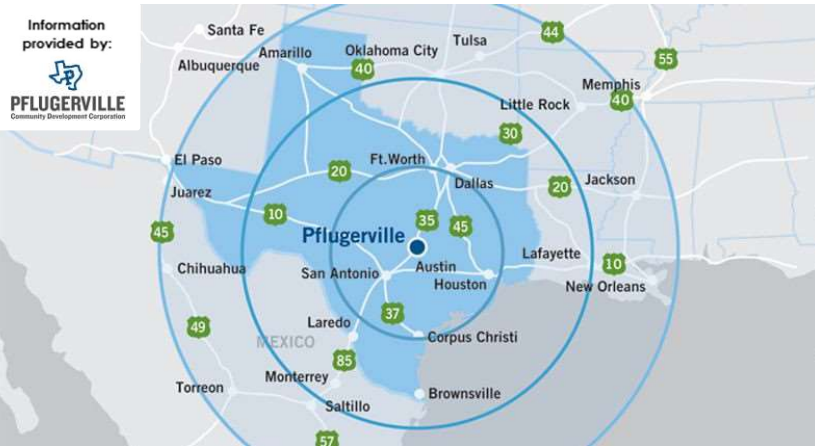 Information
provided by:
PFLUGERVILLE
Community Development Corporation
Santa Fe
Albuquerque
Amarillo
Oklahoma City
Tulsa
44
55
40
Memphis
40
Little Rock
30
El Paso
Juarez
Ft.Worth
20
Dallas
20
Jackson
10
35
45
Pflugerville
45
Chihuahua
San Antonio
Austin
Houston
Lafayette
10
New Orleans
49
Laredo
37
Corpus Christi
MEXICO
85
Monterrey
Torreon
Saltillo
Brownsville
57